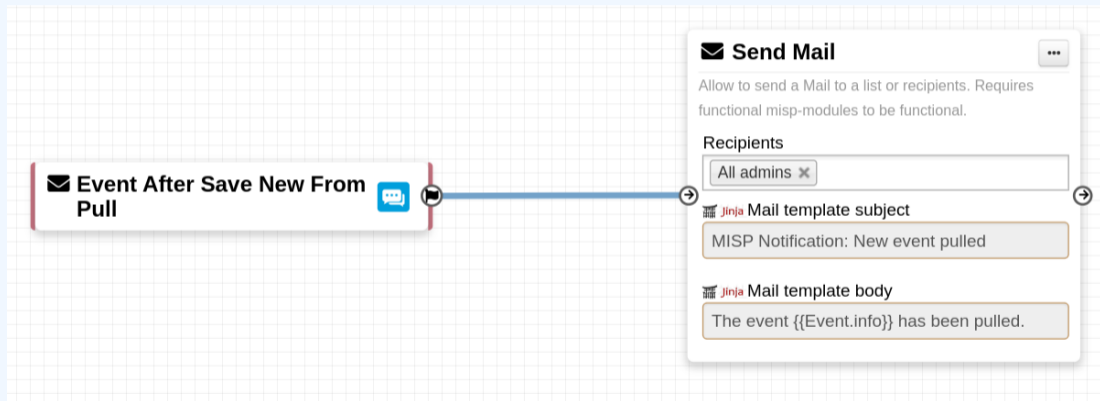 Event After Save New From
Pull
Send Mail
Allow to send a Mail to a list or recipients. Requires
functional misp-modules to be functional.
Recipients
All admins
Jinja Mail template subject
MISP Notification: New event pulled
Jinja Mail template body
The event {{Event.info}} has been pulled.